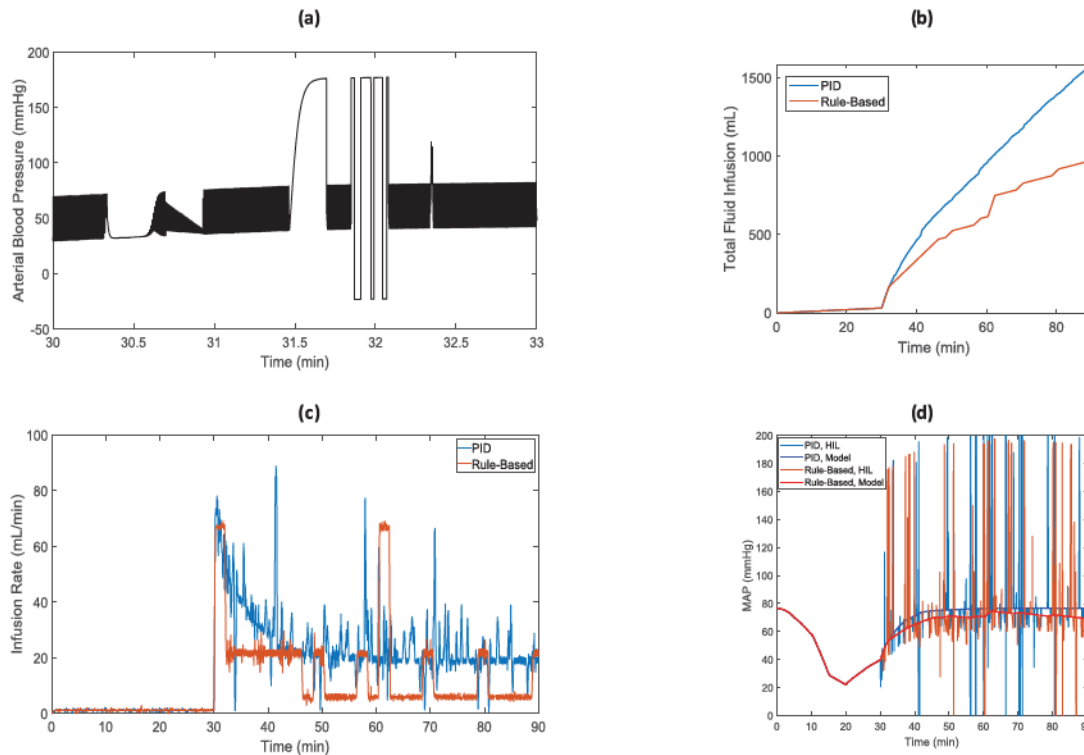 (a)
200
150
100
50
0
-50
Arterial Blood Pressure (mmHg)
30 30.5 31 31.5 32 32.5 33
Time (min)
(b)
PID
Rule-Based
1500
1000
500
0
Total Fluid Infusion (mL)
0 20 40 60 80
Time (min)
(c)
PID
Rule-Based
100
80
60
40
20
0
Infusion Rate (mL/min)
0 10 20 30 40 50 60 70 80 90
Time (min)
(d)
PID, HIL
PID, Model
Rule-Based, HIL
Rule-Based, Model
200
180
160
140
120
100
80
60
40
20
0
MAP (mmHg)
0 10 20 30 40 50 60 70 80 90
Time (min)